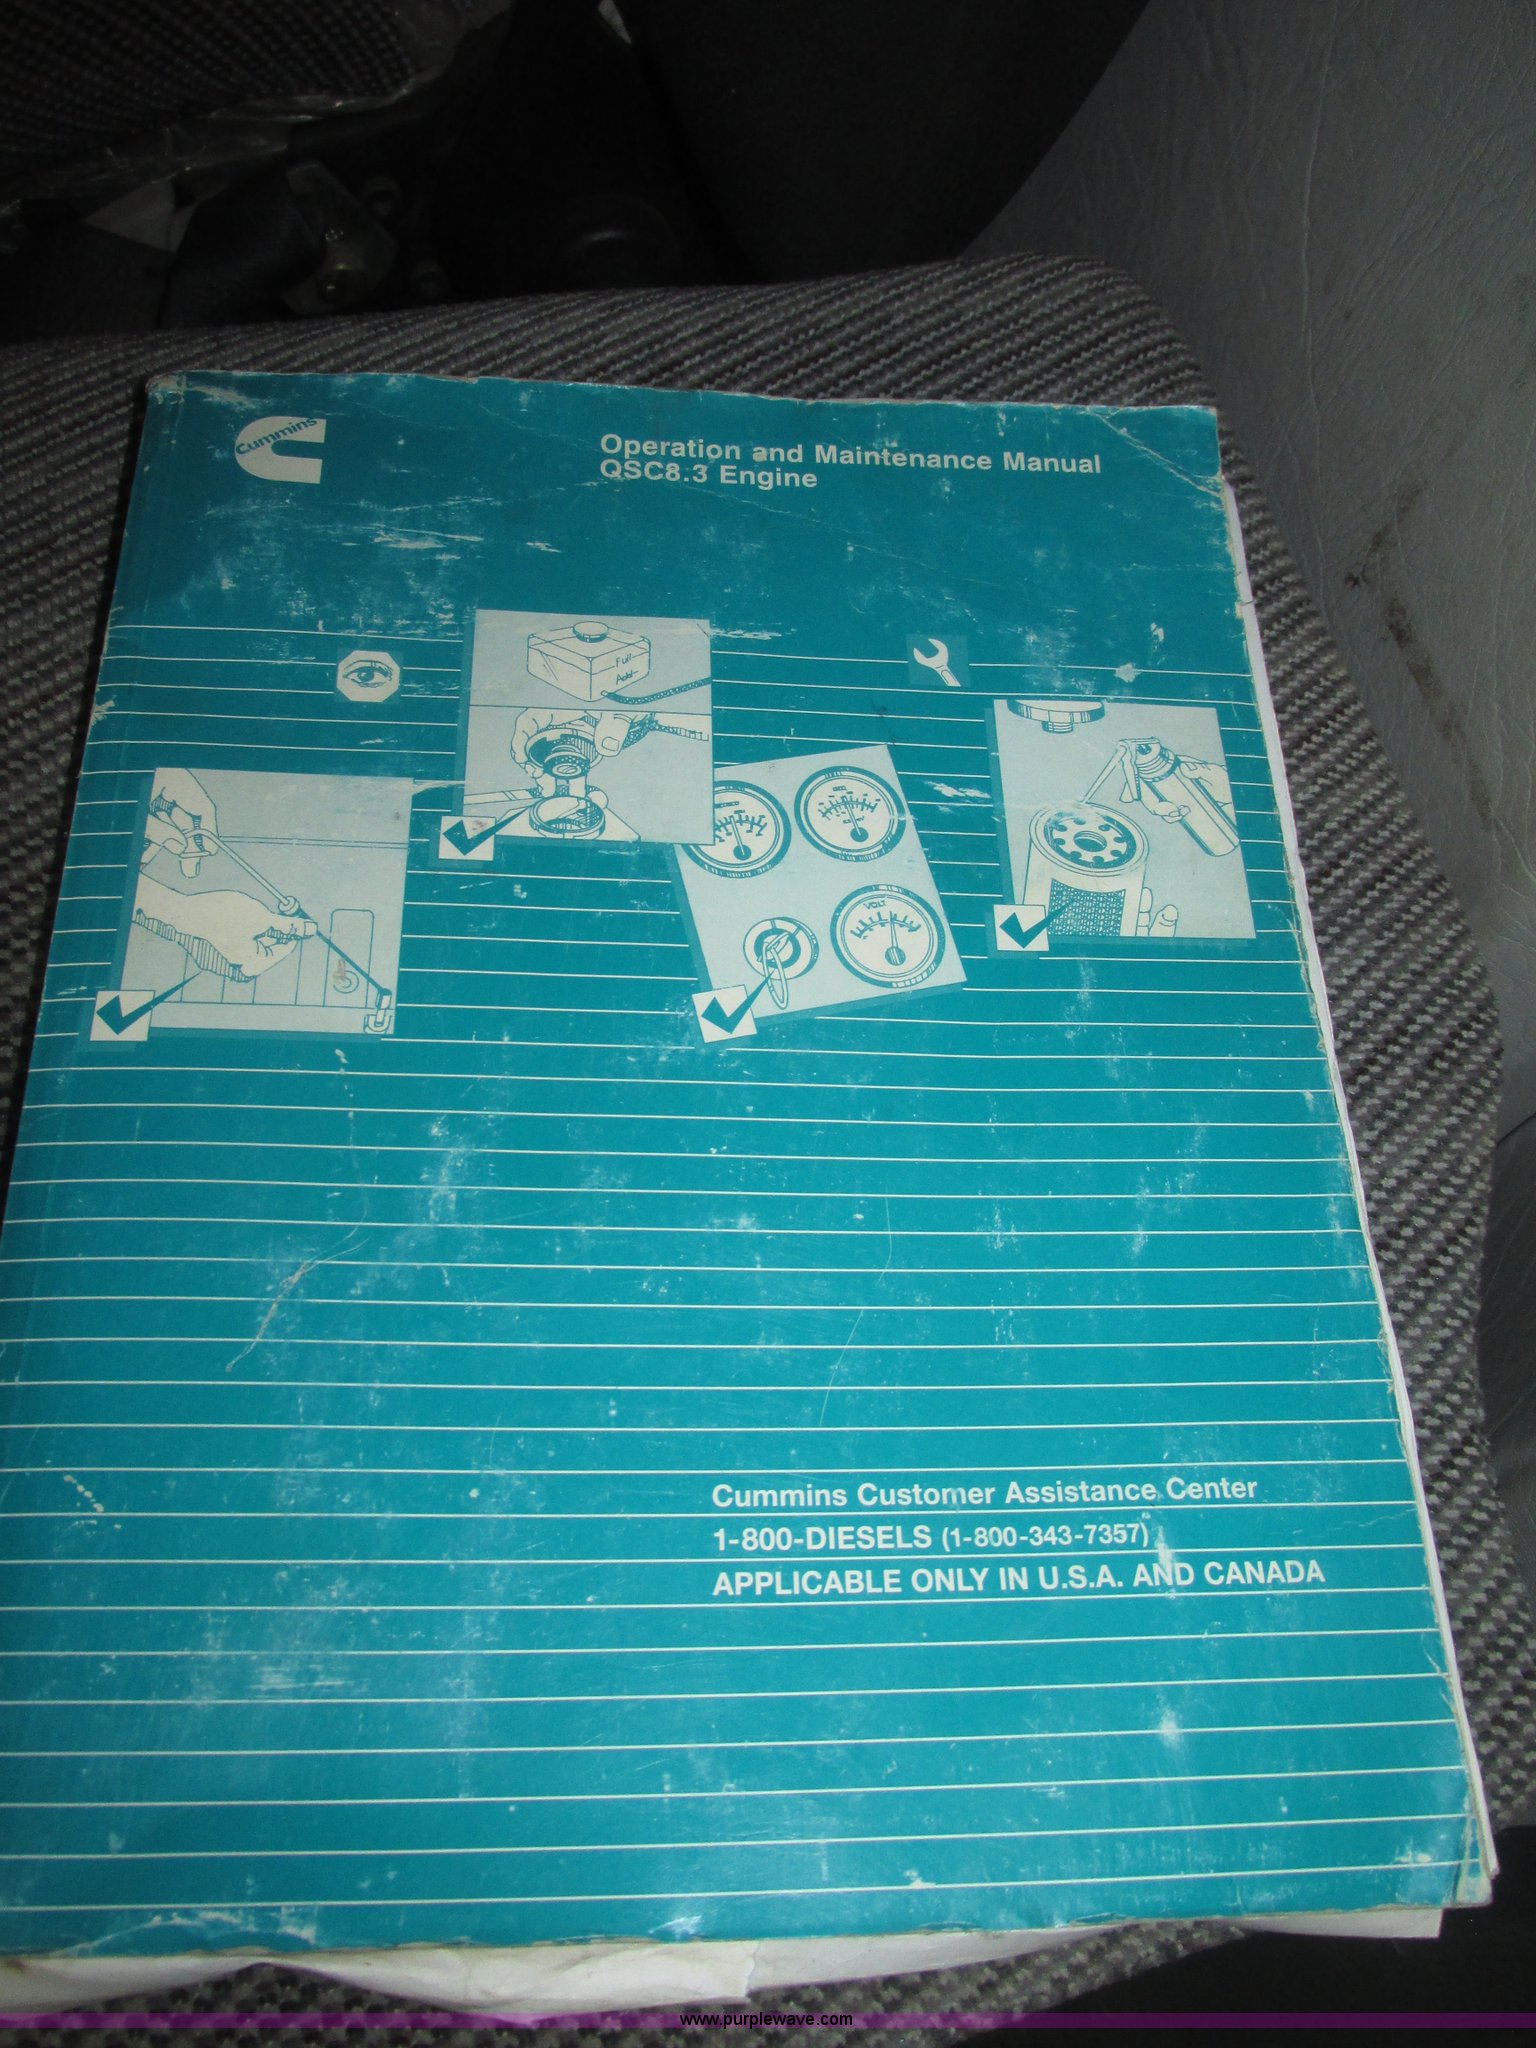 Cummins
Operation and Maintenance Manual
QSC8.3 Engine
Full
Add
VOLT
Cummins Customer Assistance Center
1-800-DIESELS (1-800-343-7357)
APPLICABLE ONLY IN U.S.A. AND CANADA
www.purplewave.com